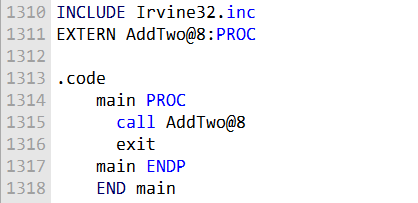 1310 INCLUDE Irvine32.inc
1311 EXTERN AddTwo@8:PROC
1312
1313 .code
1314     main PROC
1315       call AddTwo@8
1316       exit
1317     main ENDP
1318     END main